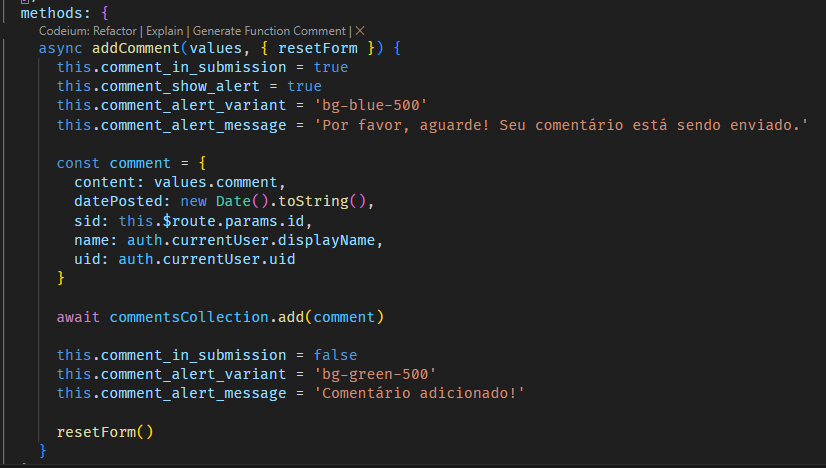 methods: {
Codeium: Refactor | Explain | Generate Function Comment | ×
async addComment(values, { resetForm }) {
this.comment_in_submission = true
this.comment_show_alert = true
this.comment_alert_variant = 'bg-blue-500'
this.comment_alert_message = 'Por favor, aguarde! Seu comentário está sendo enviado.'
const comment = {
content: values.comment,
datePosted: new Date().toString(),
sid: this.$route.params.id,
name: auth.currentUser.displayName,
uid: auth.currentUser.uid
}
await commentsCollection.add(comment)
this.comment_in_submission = false
this.comment_alert_variant = 'bg-green-500'
this.comment_alert_message = 'Comentário adicionado!'
resetForm()
}